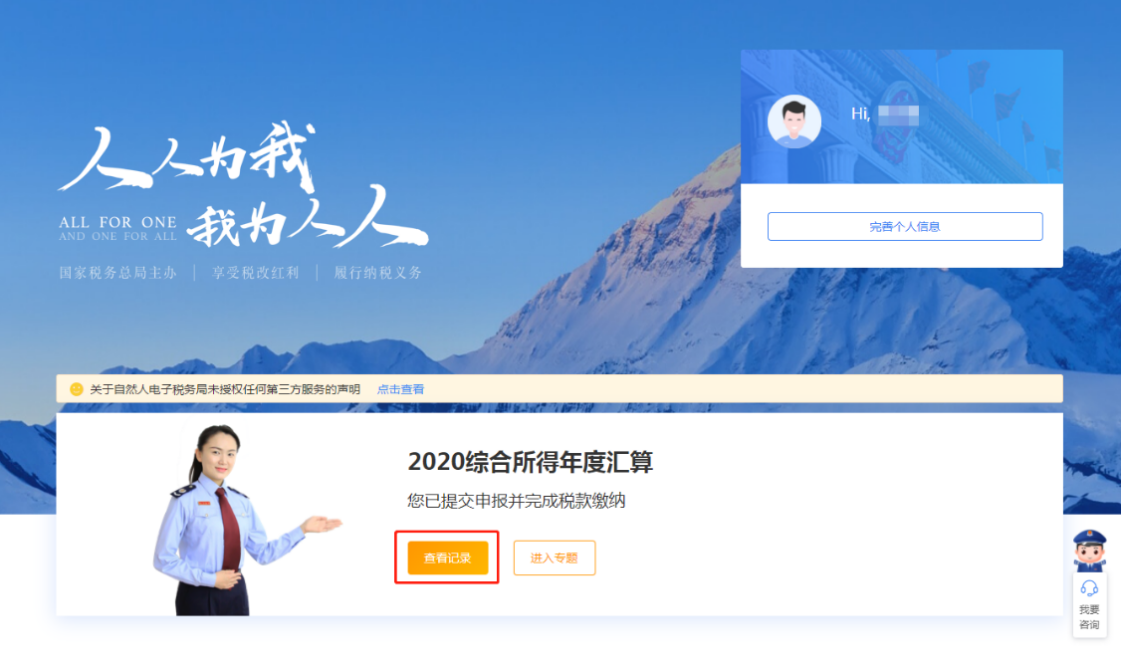 人人为我
ALL FOR ONE
AND ONE FOR ALL
我为人人
国家税务总局主办 | 享受税改红利 | 履行纳税义务
Hi,
完善个人信息
关于自然人电子税务局未授权任何第三方服务的声明 点击查看
2020综合所得年度汇算
您已提交申报并完成税款缴纳
查看记录 进入专题
我要
咨询